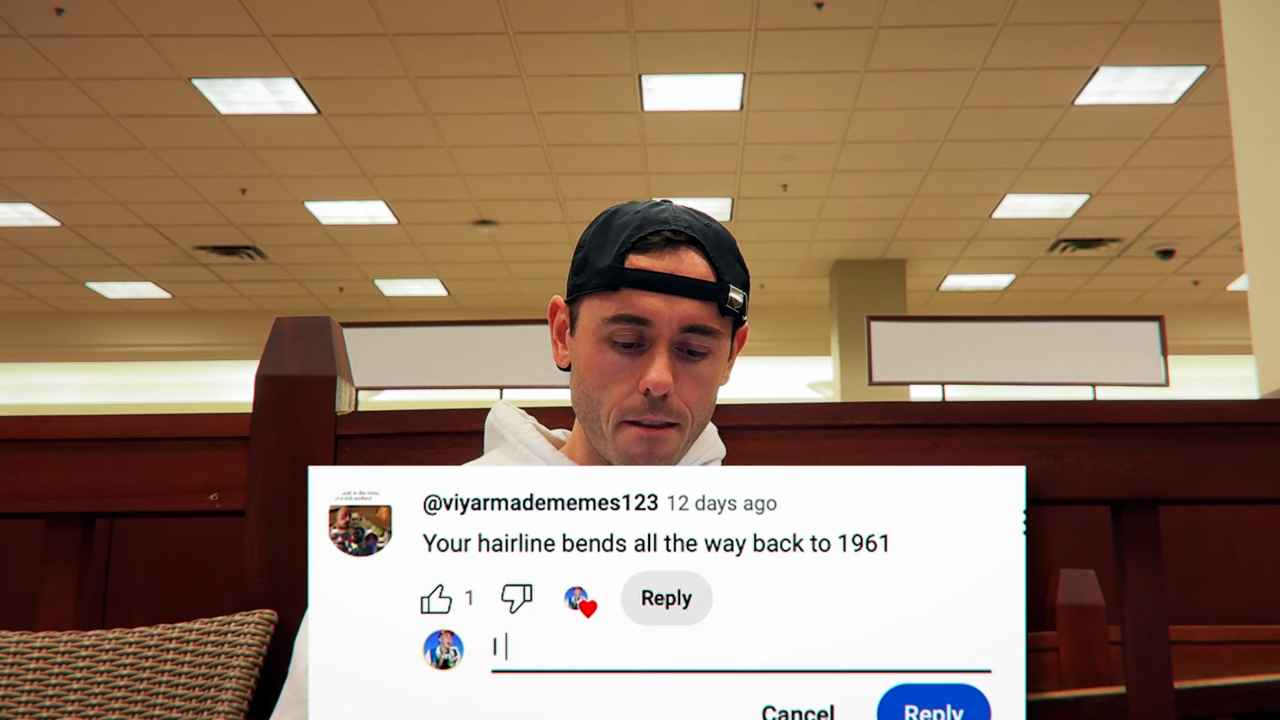 @viyarmadememes123 12 days ago
Your hairline bends all the way back to 1961
1
Reply
I
Cancel
Reply